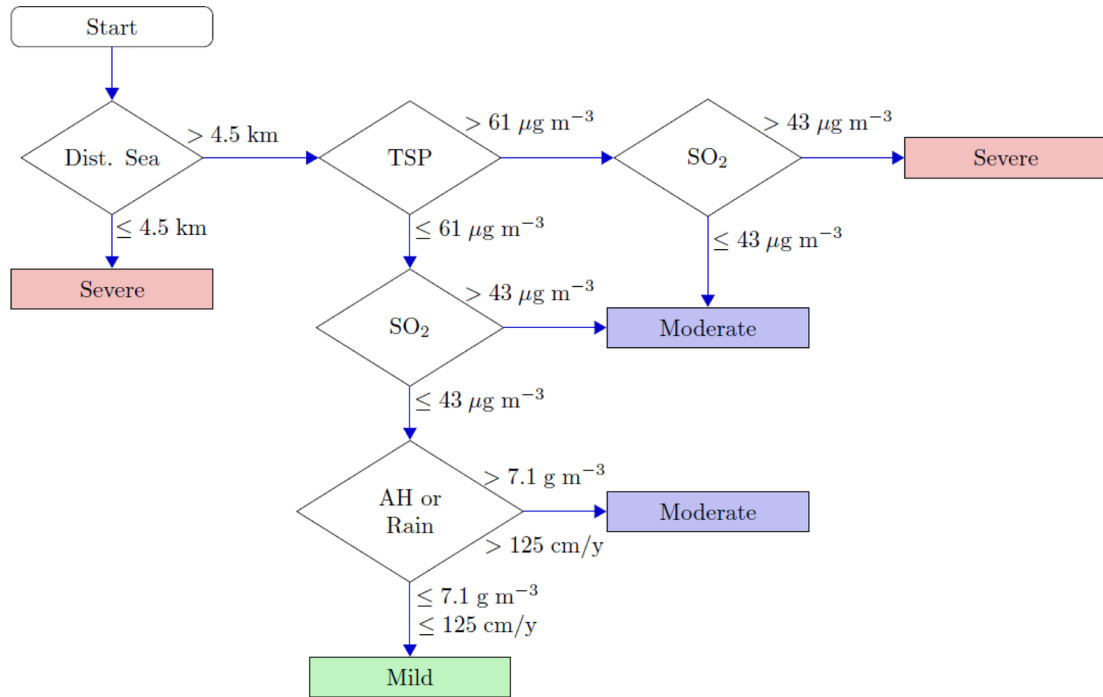 Start
Dist. Sea
> 4.5 km
≤ 4.5 km
Severe
TSP
> 61 μg m⁻³
≤ 61 μg m⁻³
SO₂
> 43 μg m⁻³
Severe
≤ 43 μg m⁻³
SO₂
> 43 μg m⁻³
Moderate
≤ 43 μg m⁻³
AH or
Rain
> 7.1 g m⁻³
> 125 cm/y
Moderate
≤ 7.1 g m⁻³
≤ 125 cm/y
Mild